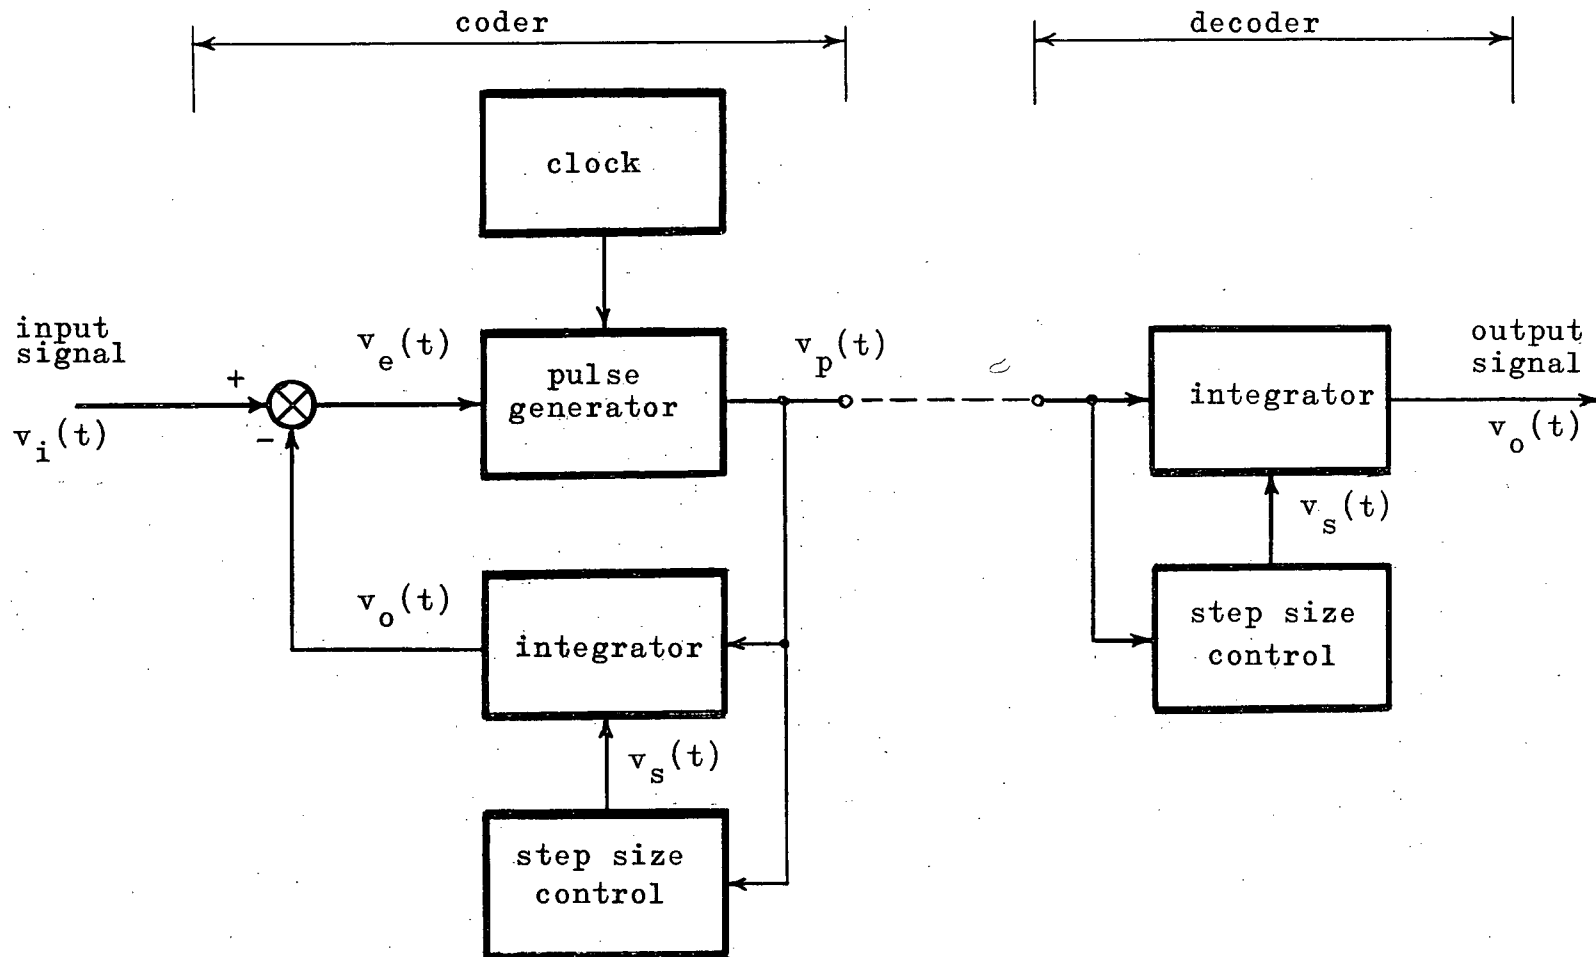 coder
decoder
clock
input
signal
+
-
v_i(t)
v_e(t)
pulse
generator
v_p(t)
integrator
output
signal
v_o(t)
v_s(t)
step size
control
v_o(t)
integrator
v_s(t)
step size
control